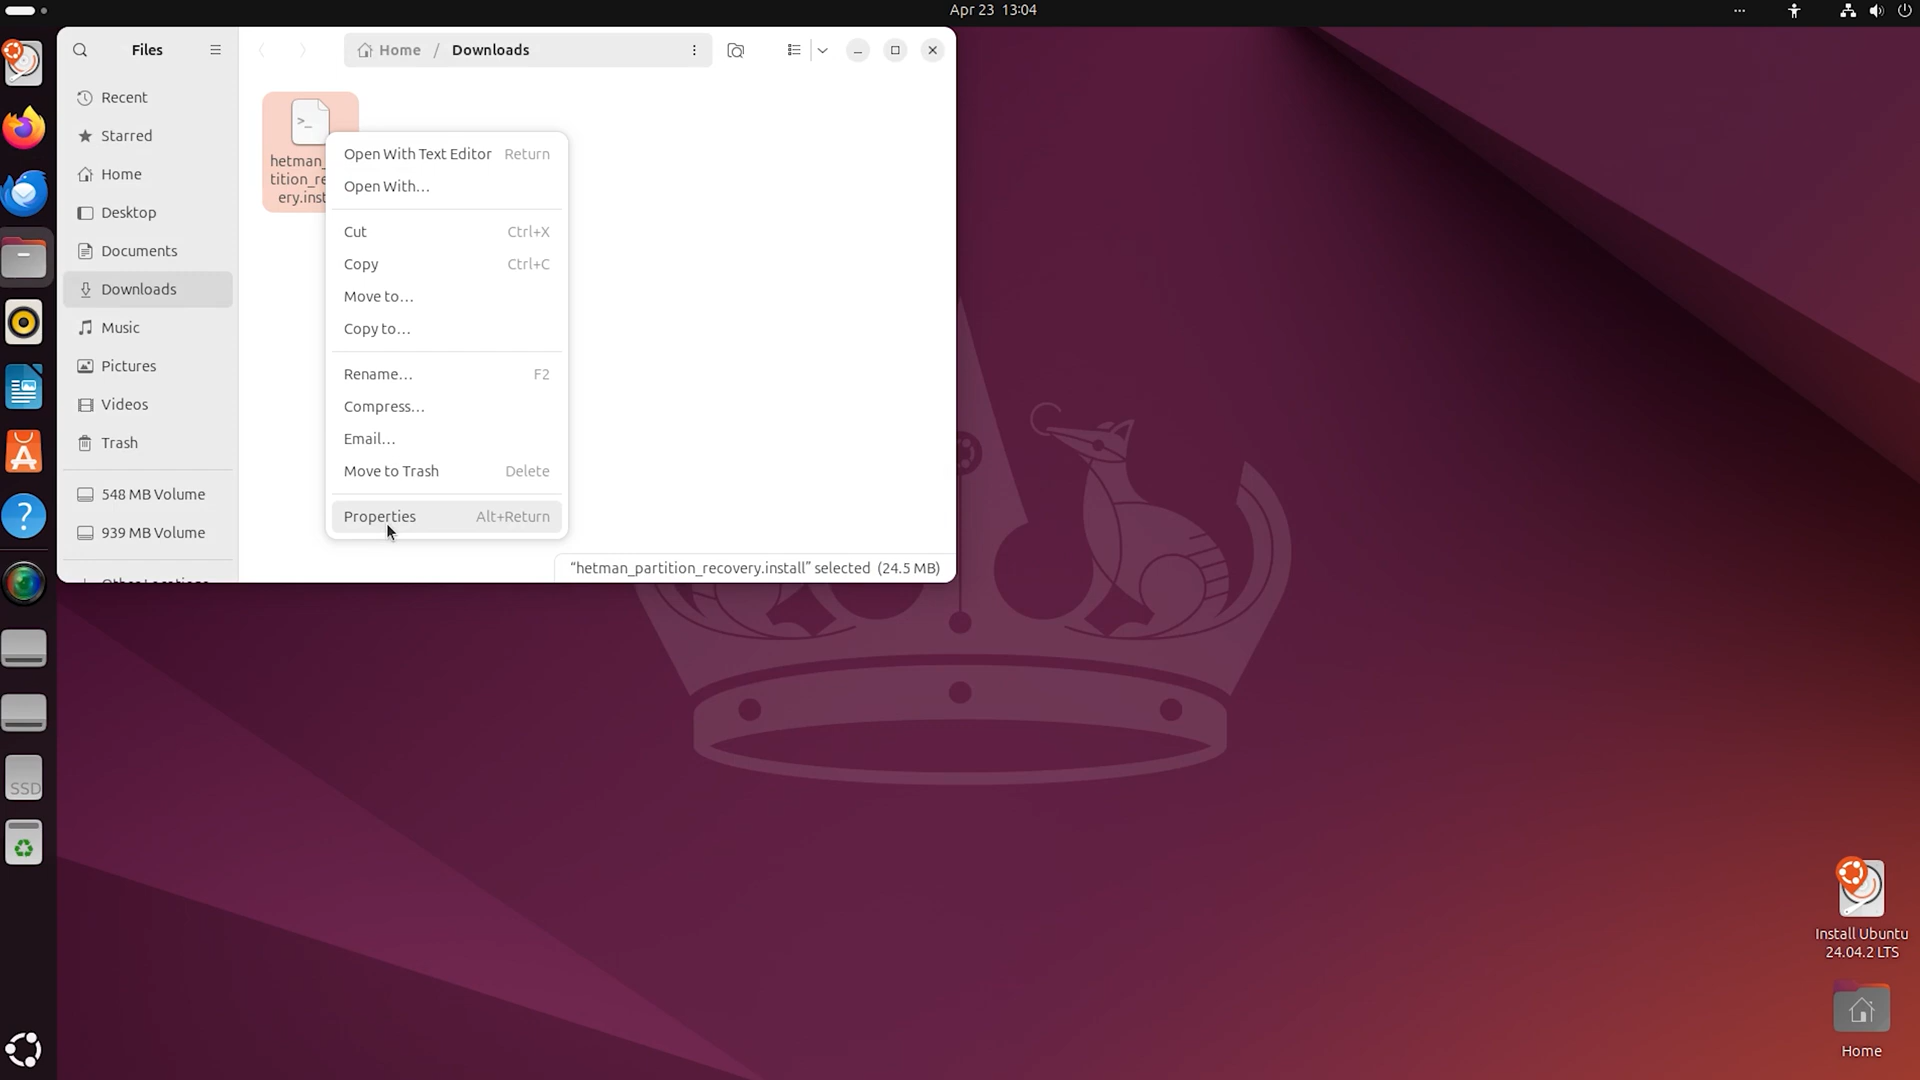 Apr 23 13:04
Files
Home / Downloads
Recent
Starred
Home
Desktop
Documents
Downloads
Music
Pictures
Videos
Trash
548 MB Volume
939 MB Volume
Other Locations
>_
hetman_
tition_re
ery.inst
Open With Text Editor Return
Open With…
Cut Ctrl+X
Copy Ctrl+C
Move to…
Copy to…
Rename… F2
Compress…
Email…
Move to Trash Delete
Properties Alt+Return
“hetman_partition_recovery.install” selected (24.5 MB)
?
SSD
Install Ubuntu
24.04.2 LTS
Home